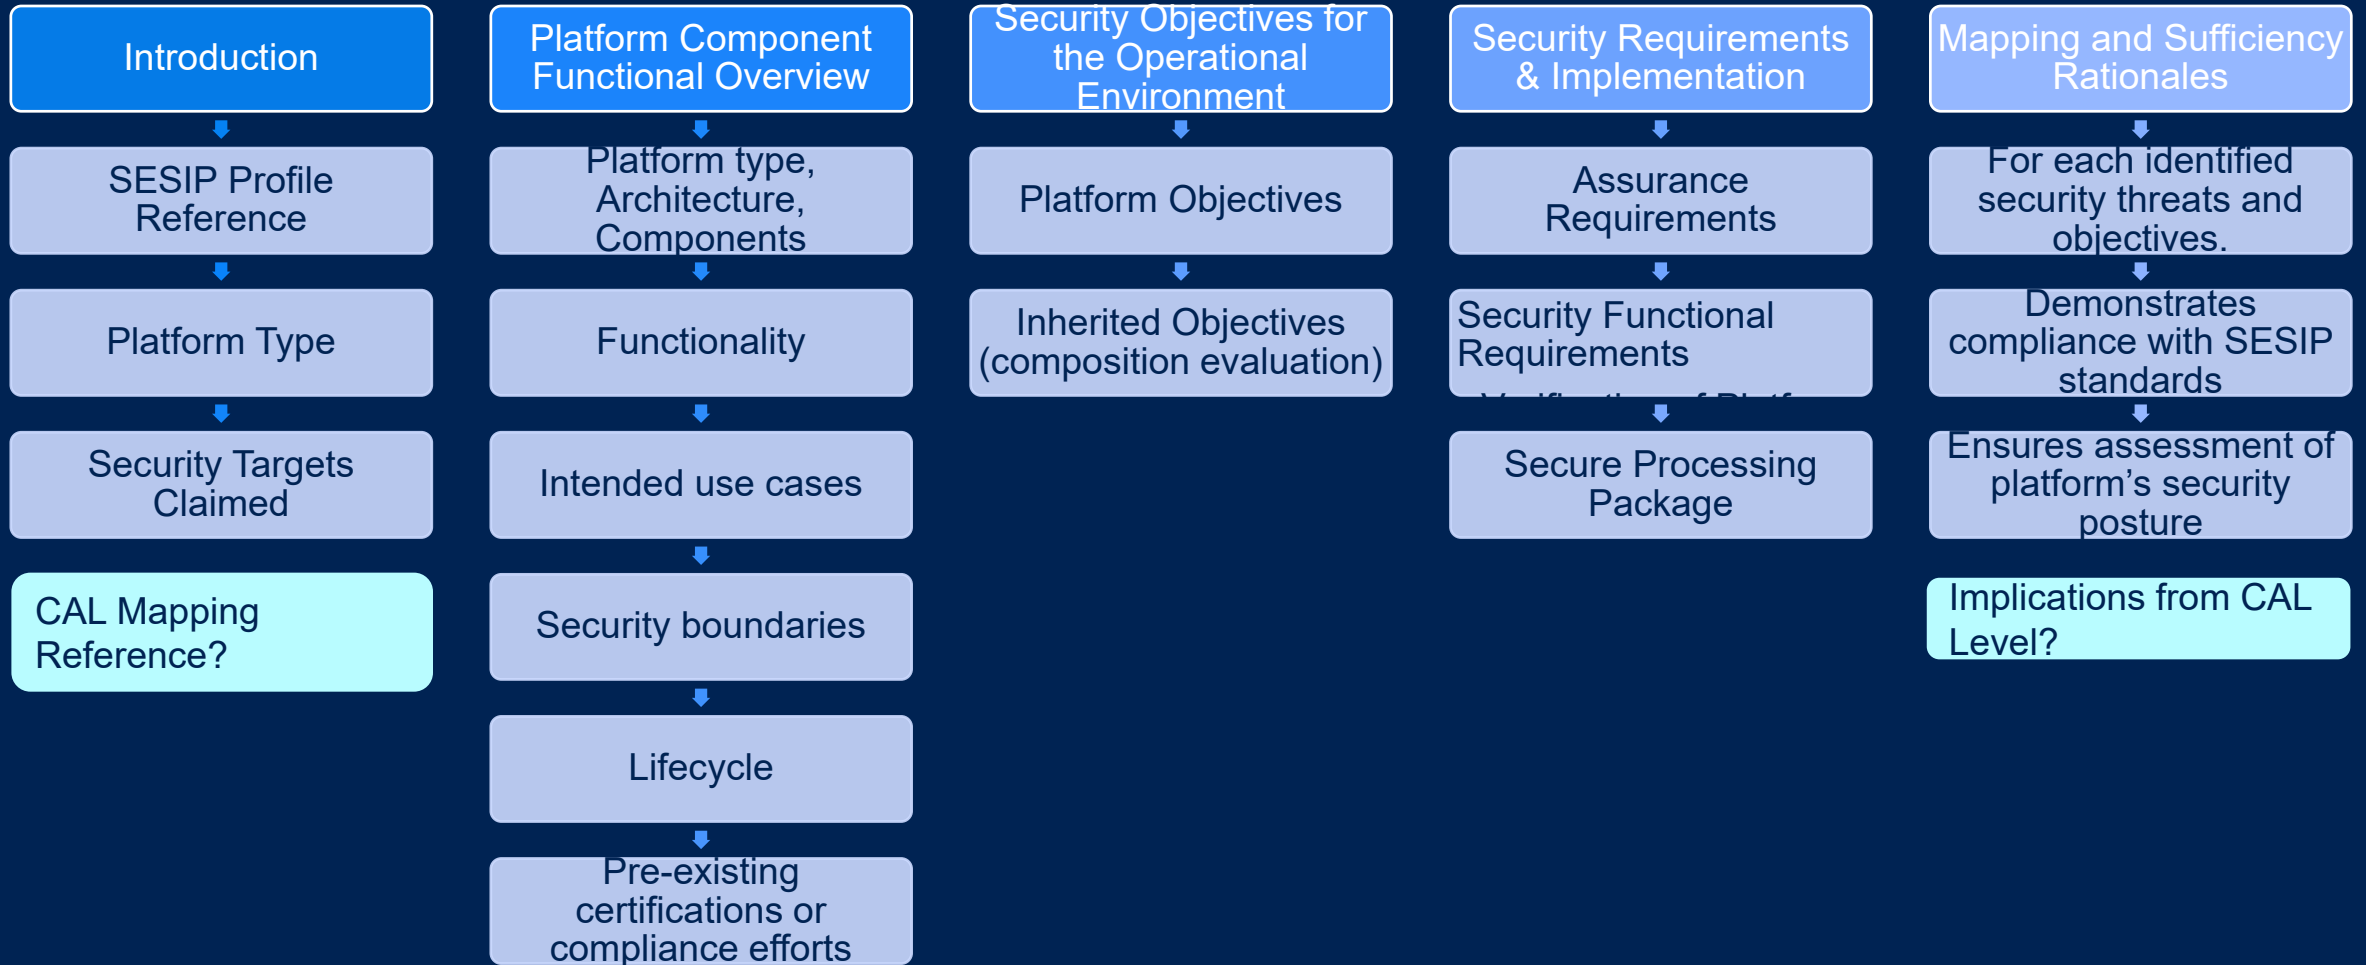 Introduction
SESIP Profile
Reference
Platform Type
Security Targets
Claimed
CAL Mapping
Reference?
Platform Component
Functional Overview
Platform type,
Architecture,
Components
Functionality
Intended use cases
Security boundaries
Lifecycle
Pre-existing
certifications or
compliance efforts
Security Objectives for
the Operational
Environment
Platform Objectives
Inherited Objectives
(composition evaluation)
Security Requirements
& Implementation
Assurance
Requirements
Security Functional
Requirements
Secure Processing
Package
Mapping and Sufficiency
Rationales
For each identified
security threats and
objectives.
Demonstrates
compliance with SESIP
standards
Ensures assessment of
platform’s security
posture
Implications from CAL
Level?